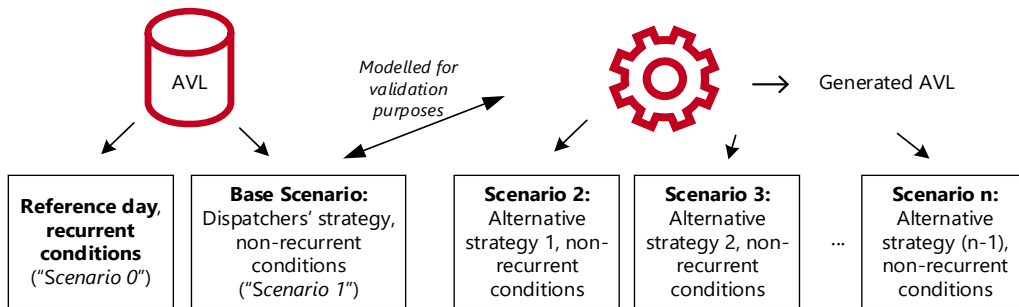 AVL
Modelled for
validation
purposes
Generated AVL
Reference day,
recurrent
conditions
("Scenario 0")
Base Scenario:
Dispatchers' strategy,
non-recurrent
conditions
("Scenario 1")
Scenario 2:
Alternative
strategy 1, non-
recurrent
conditions
Scenario 3:
Alternative
strategy 2, non-
recurrent
conditions
...
Scenario n:
Alternative
strategy (n-1),
non-recurrent
conditions